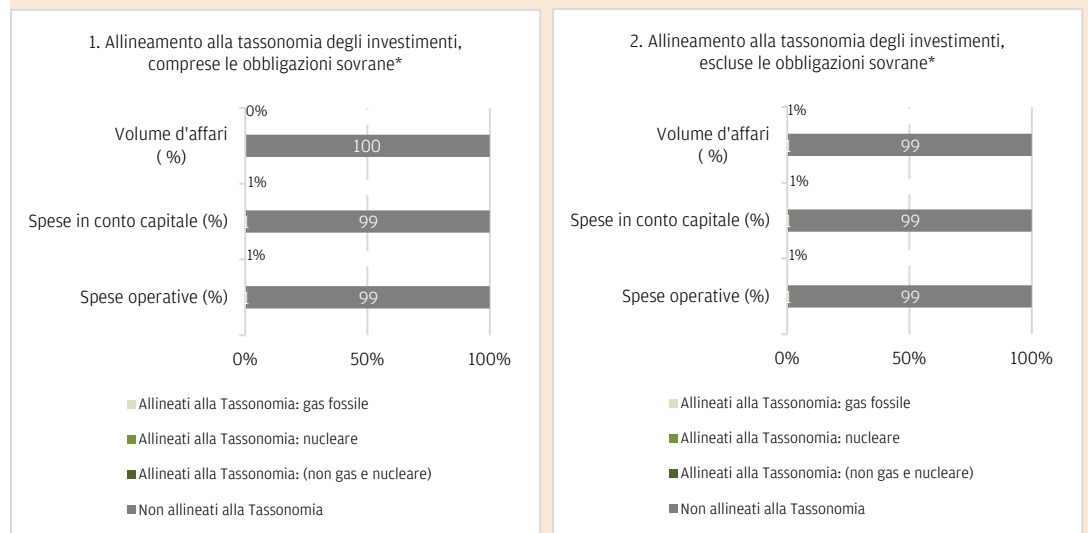 1. Allineamento alla tassonomia degli investimenti,
comprese le obbligazioni sovrane*
0%
Volume d'affari
( %)
100
1%
Spese in conto capitale (%)
1
99
1%
Spese operative (%)
1
99
0%
50%
100%
Allineati alla Tassonomia: gas fossile
Allineati alla Tassonomia: nucleare
Allineati alla Tassonomia: (non gas e nucleare)
Non allineati alla Tassonomia
2. Allineamento alla tassonomia degli investimenti,
escluse le obbligazioni sovrane*
1%
Volume d'affari
( %)
1
99
1%
Spese in conto capitale (%)
1
99
1%
Spese operative (%)
1
99
0%
50%
100%
Allineati alla Tassonomia: gas fossile
Allineati alla Tassonomia: nucleare
Allineati alla Tassonomia: (non gas e nucleare)
Non allineati alla Tassonomia